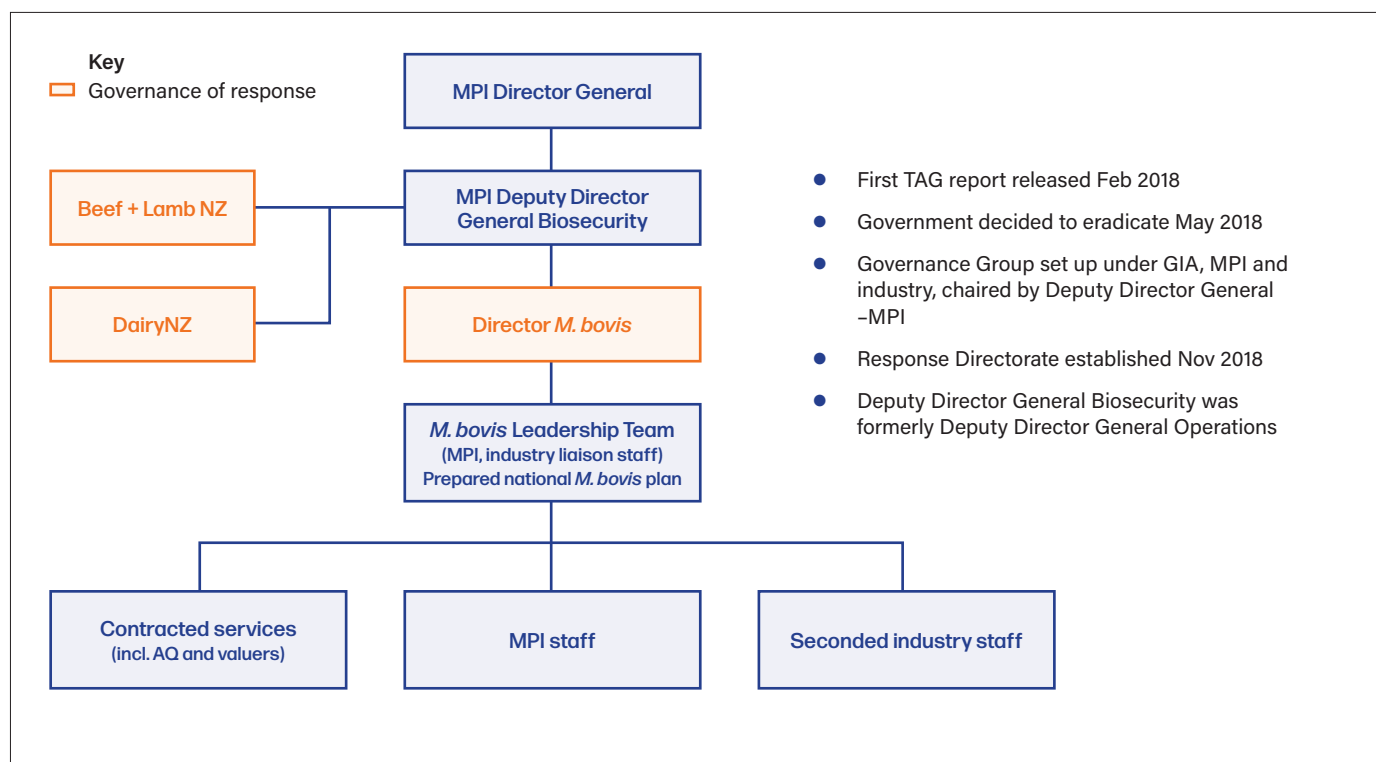 Key
Governance of response
MPI Director General
Beef + Lamb NZ
MPI Deputy Director
General Biosecurity
DairyNZ
Director M. bovis
M. bovis Leadership Team
(MPI, industry liaison staff)
Prepared national M. bovis plan
Contracted services
(incl. AQ and valuers)
MPI staff
Seconded industry staff
● First TAG report released Feb 2018
● Government decided to eradicate May 2018
● Governance Group set up under GIA, MPI and
industry, chaired by Deputy Director General
–MPI
● Response Directorate established Nov 2018
● Deputy Director General Biosecurity was
formerly Deputy Director General Operations